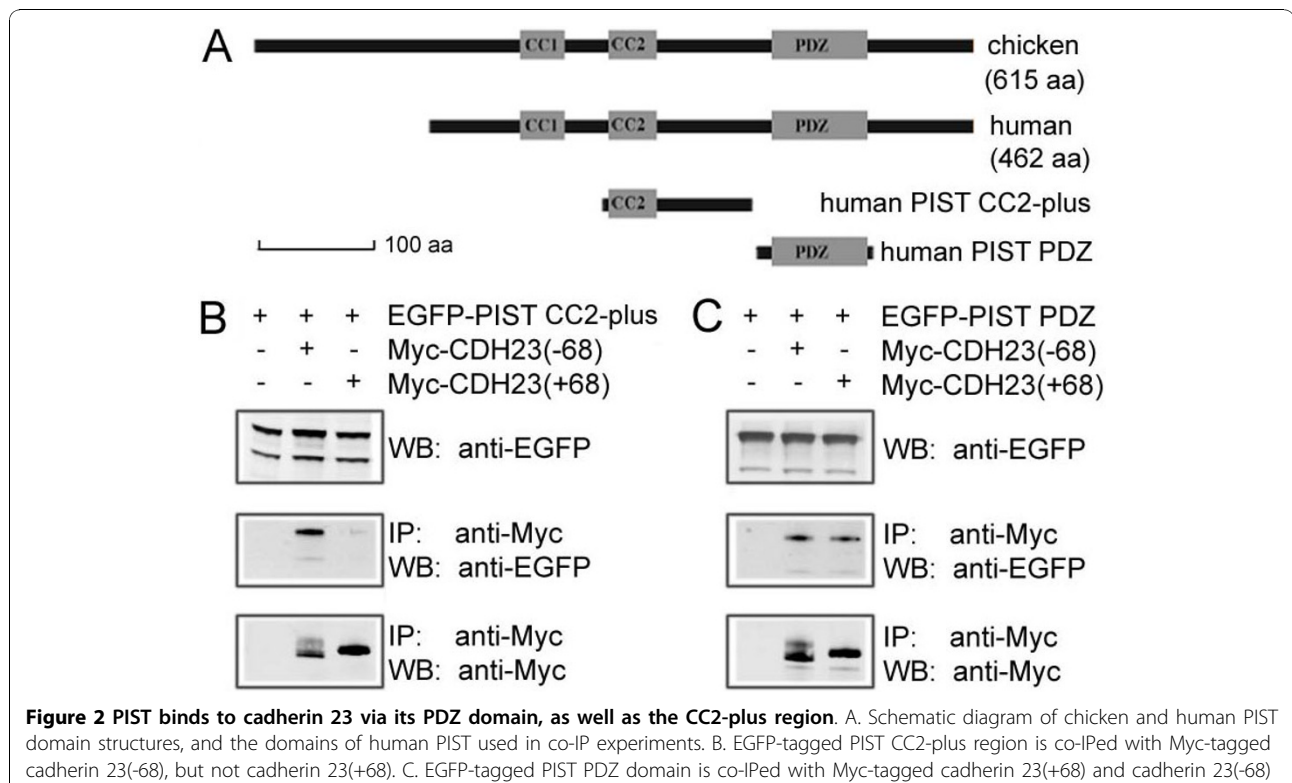 A
CC1 CC2 PDZ chicken
(615 aa)
CC1 CC2 PDZ human
(462 aa)
CC2 human PIST CC2-plus
100 aa
PDZ human PIST PDZ
B
+ + + EGFP-PIST CC2-plus
- + - Myc-CDH23(-68)
- - + Myc-CDH23(+68)
WB: anti-EGFP
IP: anti-Myc
WB: anti-EGFP
IP: anti-Myc
WB: anti-Myc
C
+ + + EGFP-PIST PDZ
- + - Myc-CDH23(-68)
- - + Myc-CDH23(+68)
WB: anti-EGFP
IP: anti-Myc
WB: anti-EGFP
IP: anti-Myc
WB: anti-Myc
Figure 2 PIST binds to cadherin 23 via its PDZ domain, as well as the CC2-plus region. A. Schematic diagram of chicken and human PIST
domain structures, and the domains of human PIST used in co-IP experiments. B. EGFP-tagged PIST CC2-plus region is co-IPed with Myc-tagged
cadherin 23(-68), but not cadherin 23(+68). C. EGFP-tagged PIST PDZ domain is co-IPed with Myc-tagged cadherin 23(+68) and cadherin 23(-68)